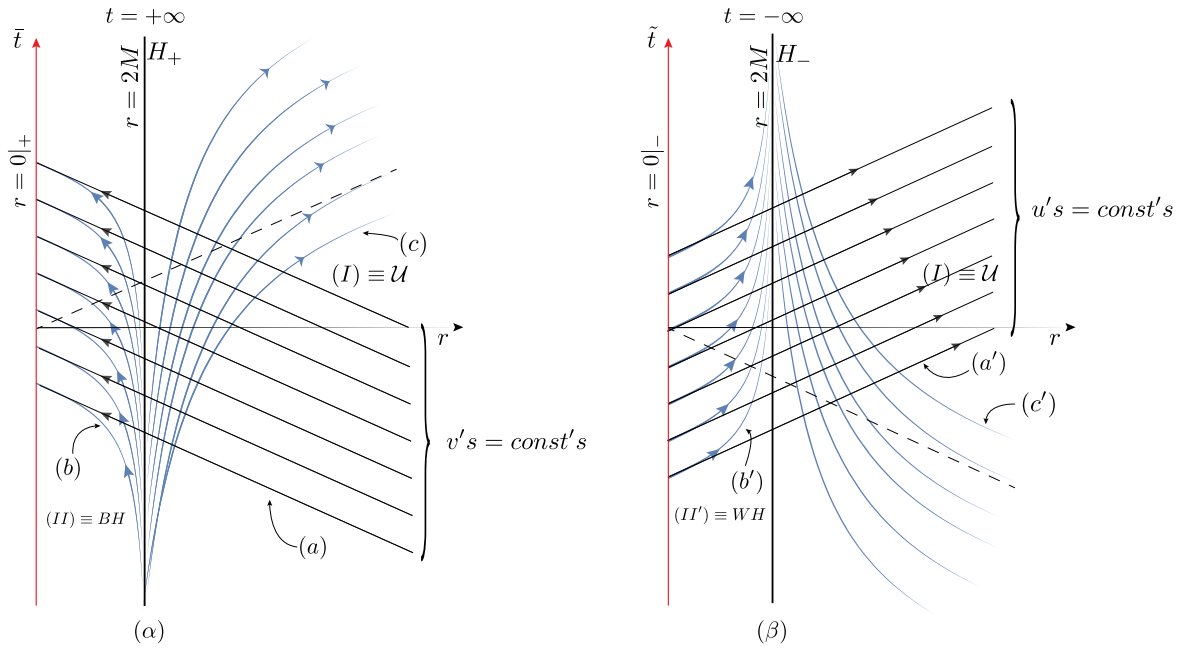 t = +∞
t̄
r = 2M
H₊
r = 0|₊
(c)
(I) ≡ 𝒰
r
v's = const's
(b)
(II) ≡ BH
(a)
(α)
t = −∞
t̃
r = 2M
H₋
r = 0|₋
u's = const's
(I) ≡ 𝒰
r
(a′)
(c′)
(b′)
(II′) ≡ WH
(β)